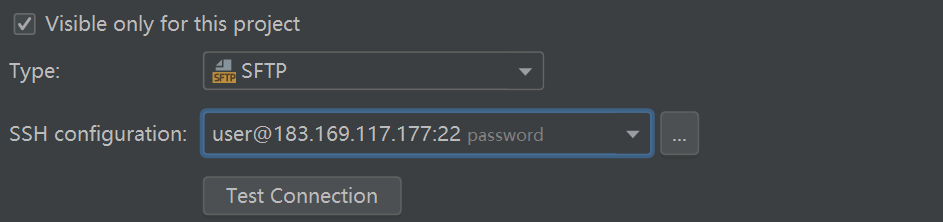 Visible only for this project
Type: SFTP SFTP
SSH configuration: user@183.169.117.177:22 password ...
Test Connection